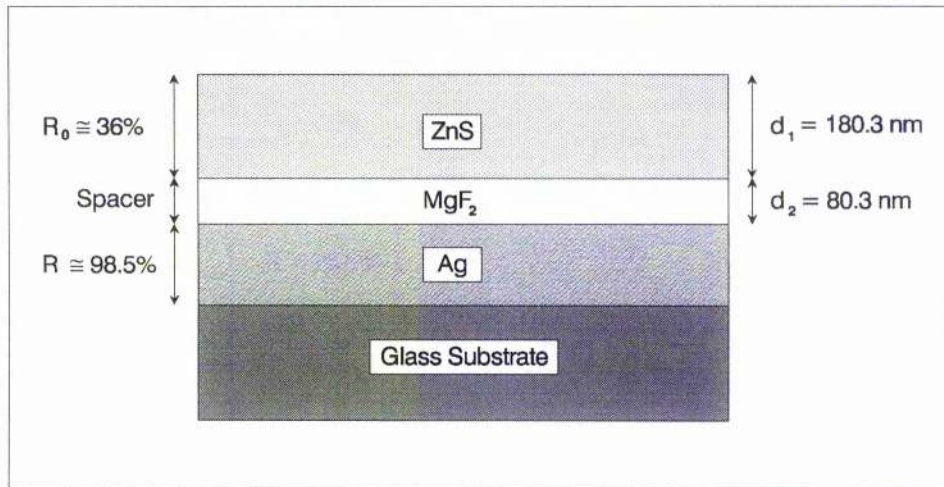 R₀ ≅ 36%
ZnS
d₁ = 180.3 nm
Spacer
MgF₂
d₂ = 80.3 nm
R ≅ 98.5%
Ag
Glass Substrate